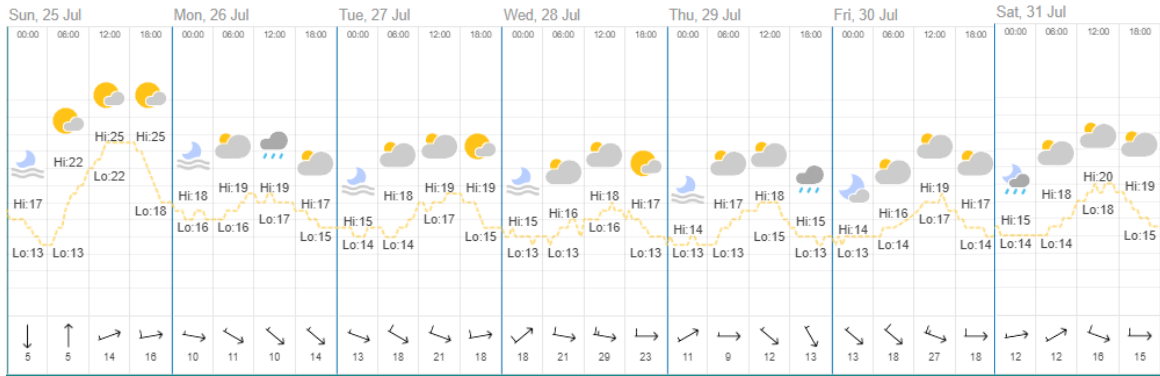 Sun, 25 Jul Mon, 26 Jul Tue, 27 Jul Wed, 28 Jul Thu, 29 Jul Fri, 30 Jul Sat, 31 Jul
00:00 06:00 12:00 18:00 00:00 06:00 12:00 18:00 00:00 06:00 12:00 18:00 00:00 06:00 12:00 18:00 00:00 06:00 12:00 18:00 00:00 06:00 12:00 18:00 00:00 06:00 12:00 18:00
Hi:17 Hi:22 Hi:25 Hi:25 Hi:18 Hi:19 Hi:19 Hi:17 Hi:15 Hi:18 Hi:19 Hi:19 Hi:15 Hi:16 Hi:18 Hi:17 Hi:14 Hi:17 Hi:18 Hi:15 Hi:14 Hi:16 Hi:19 Hi:17 Hi:15 Hi:18 Hi:20 Hi:19
Lo:13 Lo:13 Lo:22 Lo:18 Lo:16 Lo:16 Lo:17 Lo:15 Lo:14 Lo:14 Lo:17 Lo:15 Lo:13 Lo:13 Lo:16 Lo:13 Lo:13 Lo:13 Lo:15 Lo:13 Lo:13 Lo:14 Lo:17 Lo:14 Lo:14 Lo:14 Lo:18 Lo:15
5 5 14 16 10 11 10 14 13 18 21 18 18 21 29 23 11 9 12 13 13 18 27 18 12 12 16 15